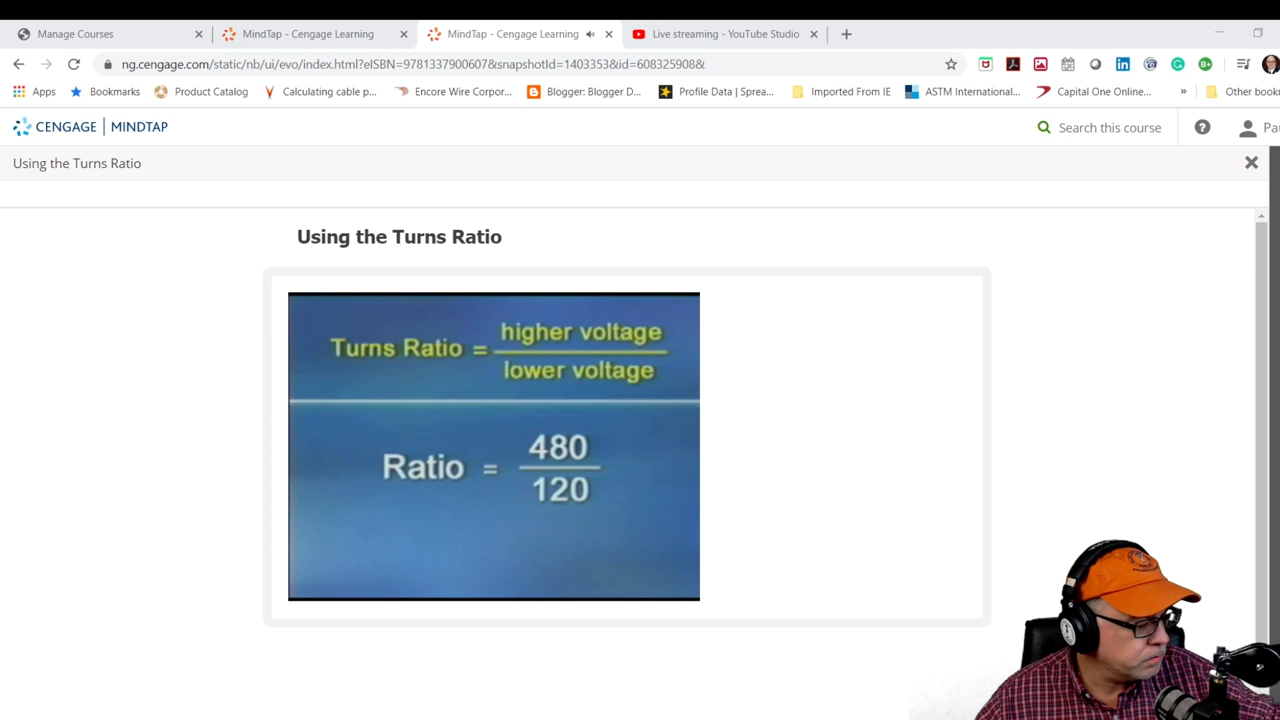 Manage Courses
MindTap - Cengage Learning
MindTap - Cengage Learning
Live streaming - YouTube Studio
ng.cengage.com/static/nb/ui/evo/index.html?eISBN=9781337900607&snapshotId=1403353&id=608325908&
Apps Bookmarks Product Catalog Calculating cable p... Encore Wire Corpor... Blogger: Blogger D... Profile Data | Sprea... Imported From IE ASTM International... Capital One Online... » Other book
CENGAGE | MINDTAP
Search this course
Pa
Using the Turns Ratio
Using the Turns Ratio
Turns Ratio = higher voltage
lower voltage
Ratio = 480
120